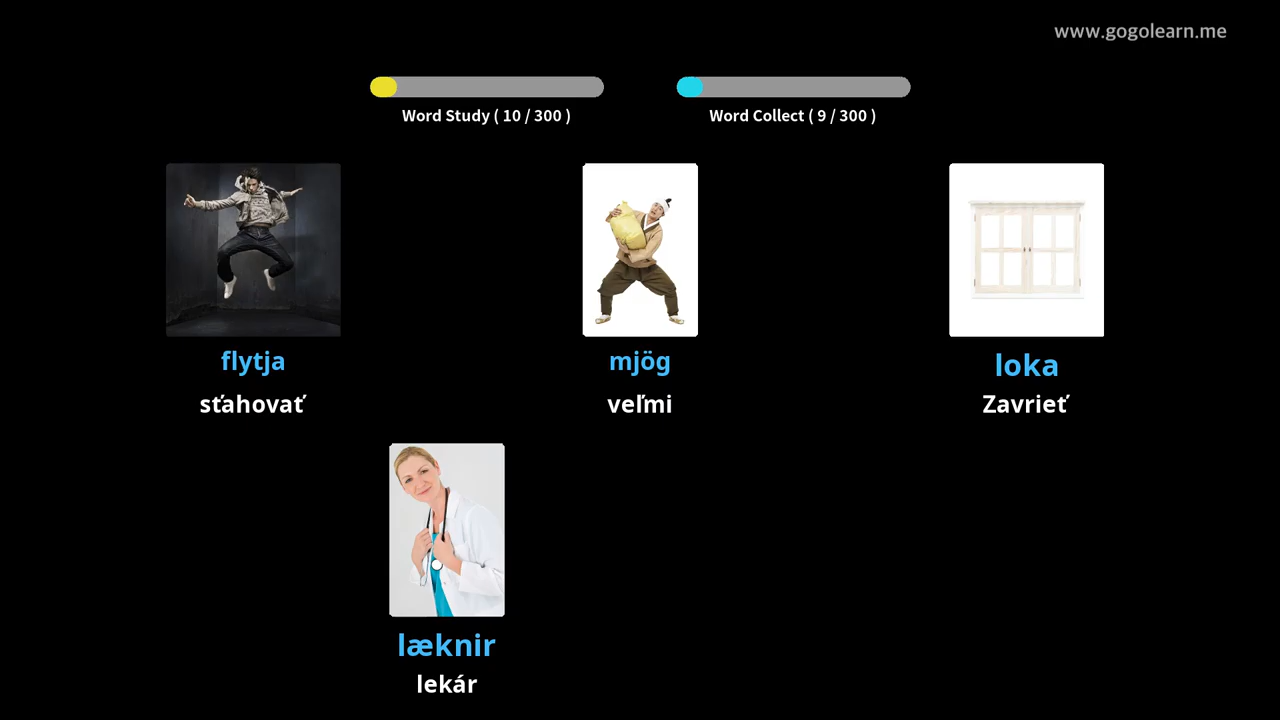 www.gogolearn.me
Word Study ( 10 / 300 )
Word Collect ( 9 / 300 )
flytja
sťahovať
mjög
veľmi
loka
Zavrieť
læknir
lekár